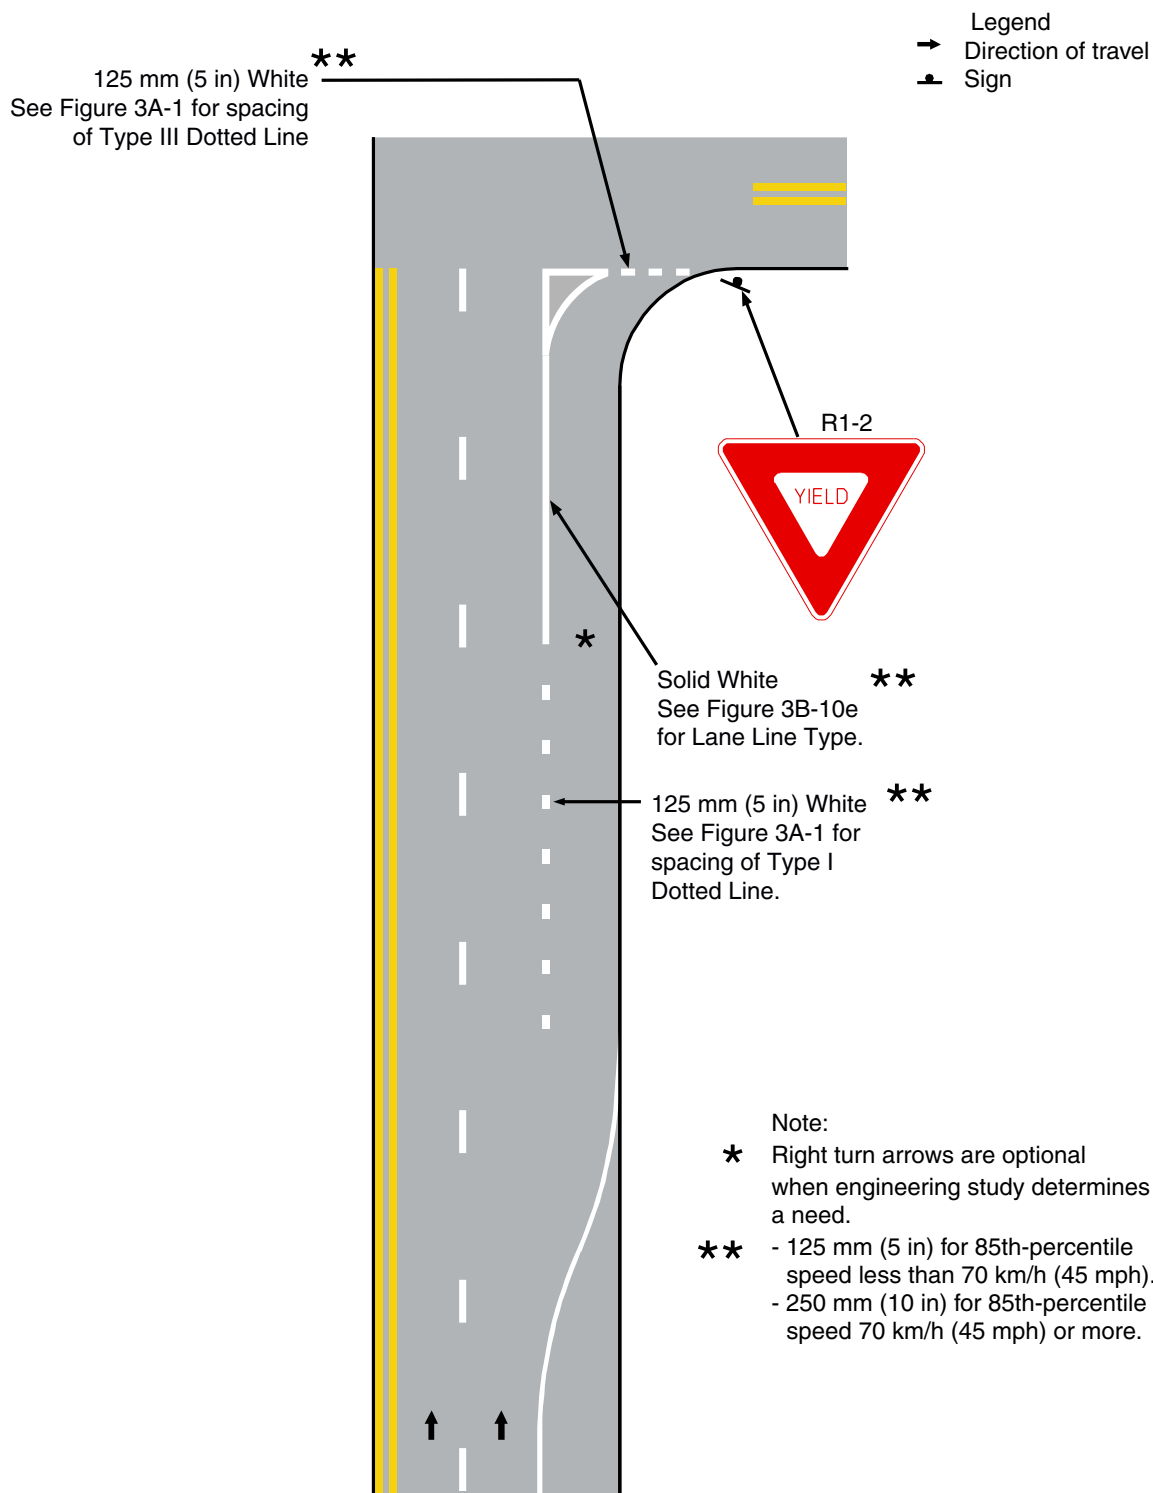 Legend
Direction of travel
Sign
**
125 mm (5 in) White
See Figure 3A-1 for spacing
of Type III Dotted Line
R1-2
YIELD
*
Solid White **
See Figure 3B-10e
for Lane Line Type.
125 mm (5 in) White **
See Figure 3A-1 for
spacing of Type I
Dotted Line.
Note:
* Right turn arrows are optional
when engineering study determines
a need.
** - 125 mm (5 in) for 85th-percentile
speed less than 70 km/h (45 mph).
- 250 mm (10 in) for 85th-percentile
speed 70 km/h (45 mph) or more.